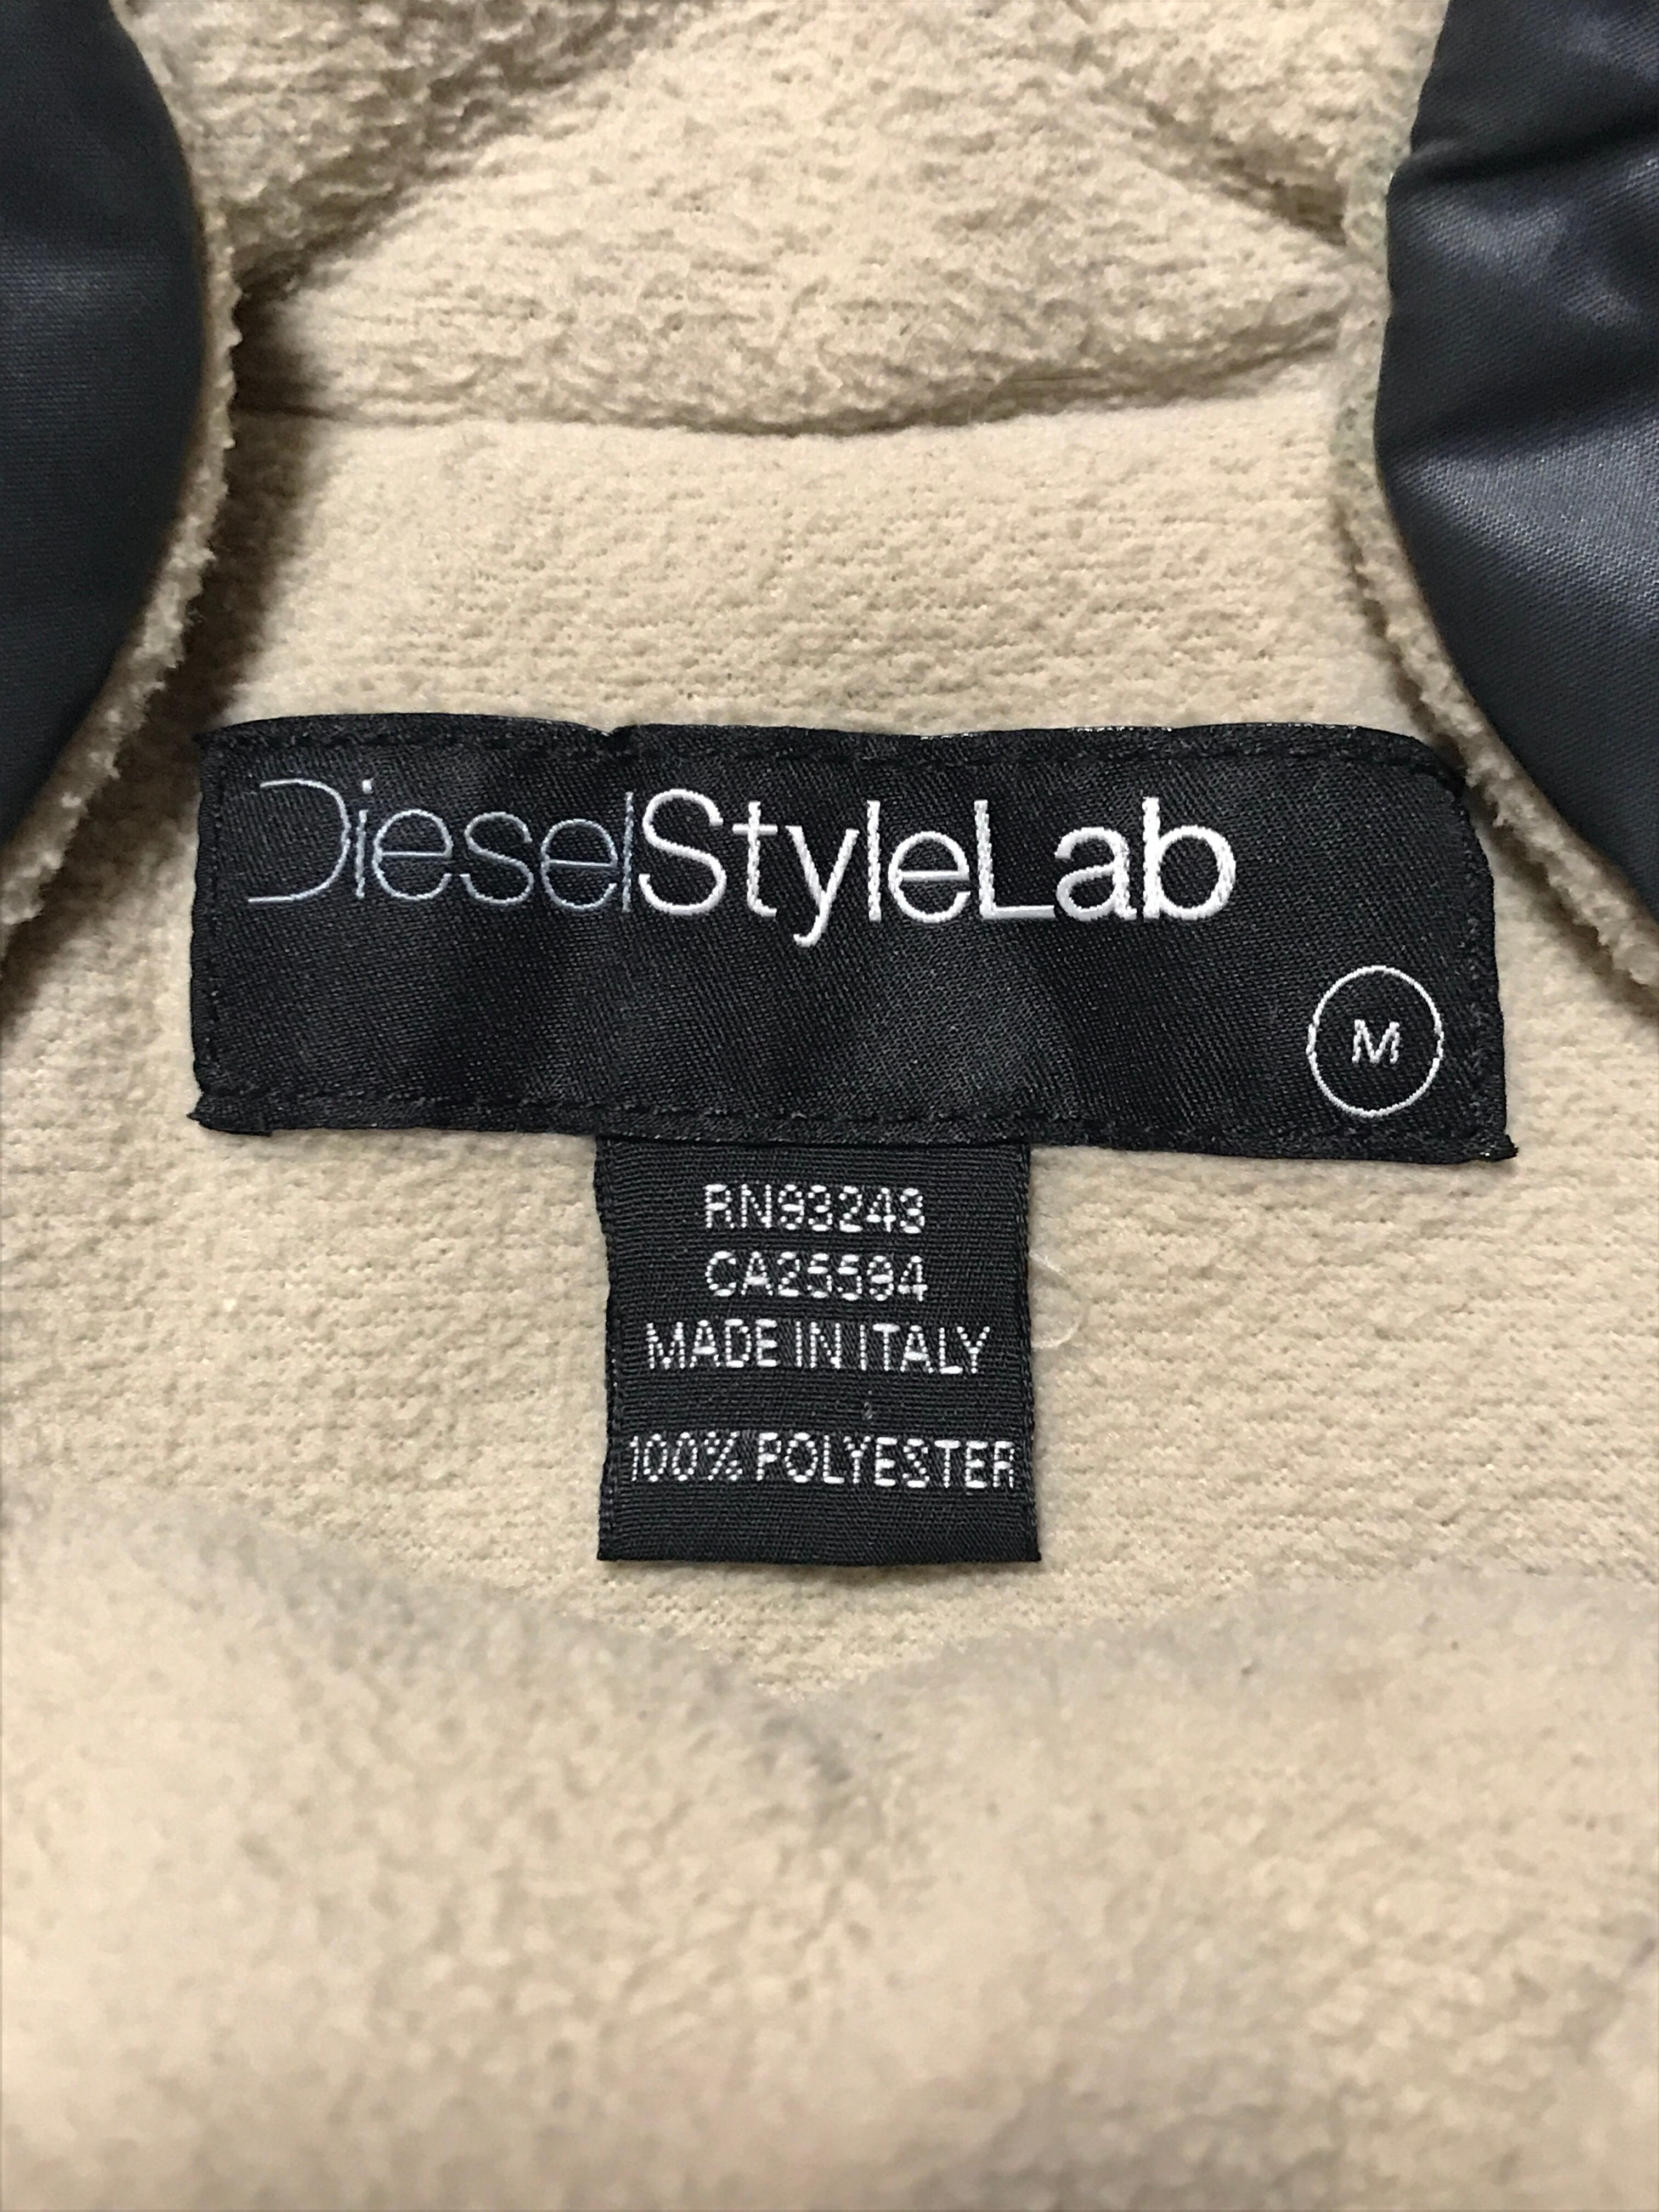 DieselStyleLab
M
RN93243
CA25594
MADE IN ITALY
100% POLYESTER